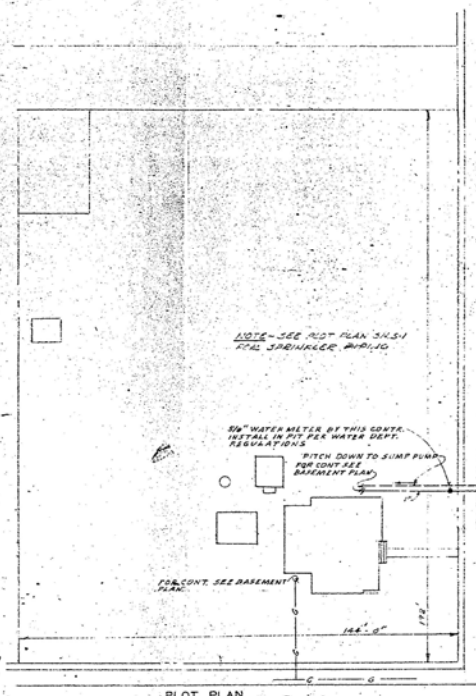 NOTE - SEE PLOT PLAN
FOR SPRINKLER PIPING
5/8" WATER METER BY THIS CONTR.
INSTALL IN PIT PER WATER DEPT.
REGULATIONS
PITCH DOWN TO SUMP PUMP
FOR CONT SEE
BASEMENT PLAN
1"
FOR CONT. SEE BASEMENT
PLAN
G
G
144'-0"
192'
G G
PLOT PLAN